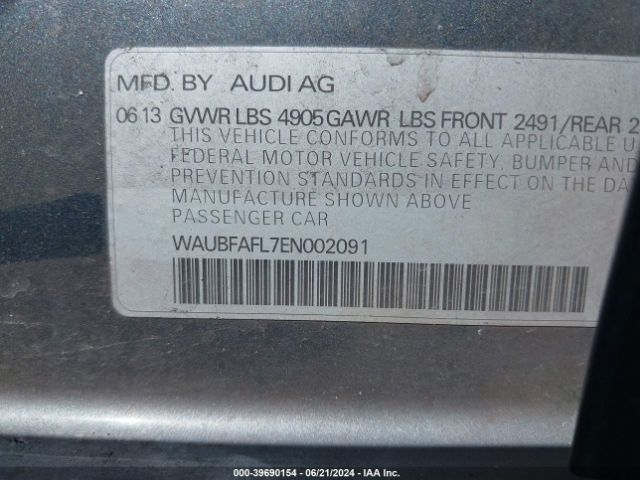 MFD. BY AUDI AG
06 13 GVWR LBS 4905 GAWR LBS FRONT 2491/REAR 2
THIS VEHICLE CONFORMS TO ALL APPLICABLE U
FEDERAL MOTOR VEHICLE SAFETY, BUMPER AND
PREVENTION STANDARDS IN EFFECT ON THE DA
MANUFACTURE SHOWN ABOVE
PASSENGER CAR
WAUBFAFL7EN002091
000-39690154 / 06/21/2024 / IAA Inc.